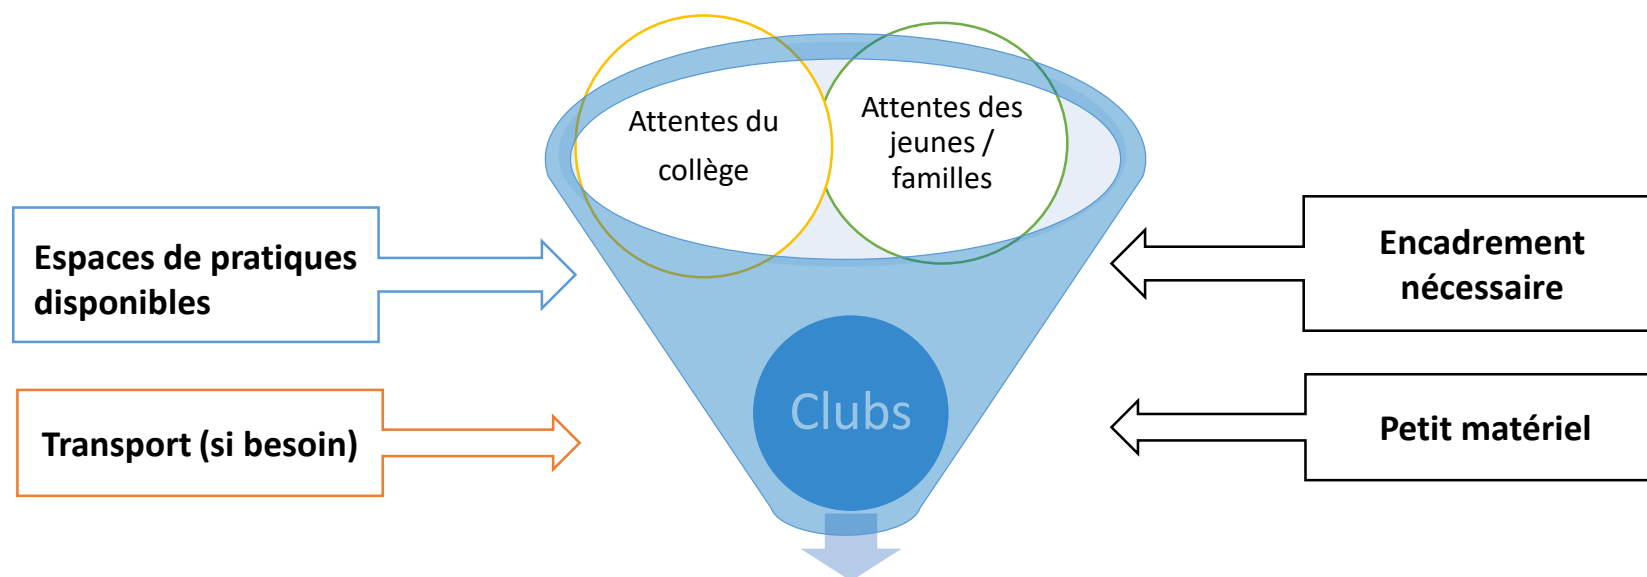 Attentes du
collège
Attentes des
jeunes /
familles
Espaces de pratiques
disponibles
Encadrement
nécessaire
Transport (si besoin)
Clubs
Petit matériel